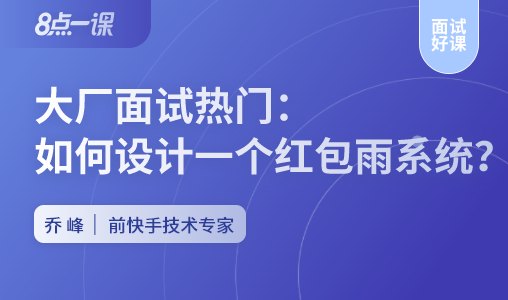 8点一课
面试
好课
大厂面试热门：
如何设计一个红包雨系统？
乔 峰 | 前快手技术专家